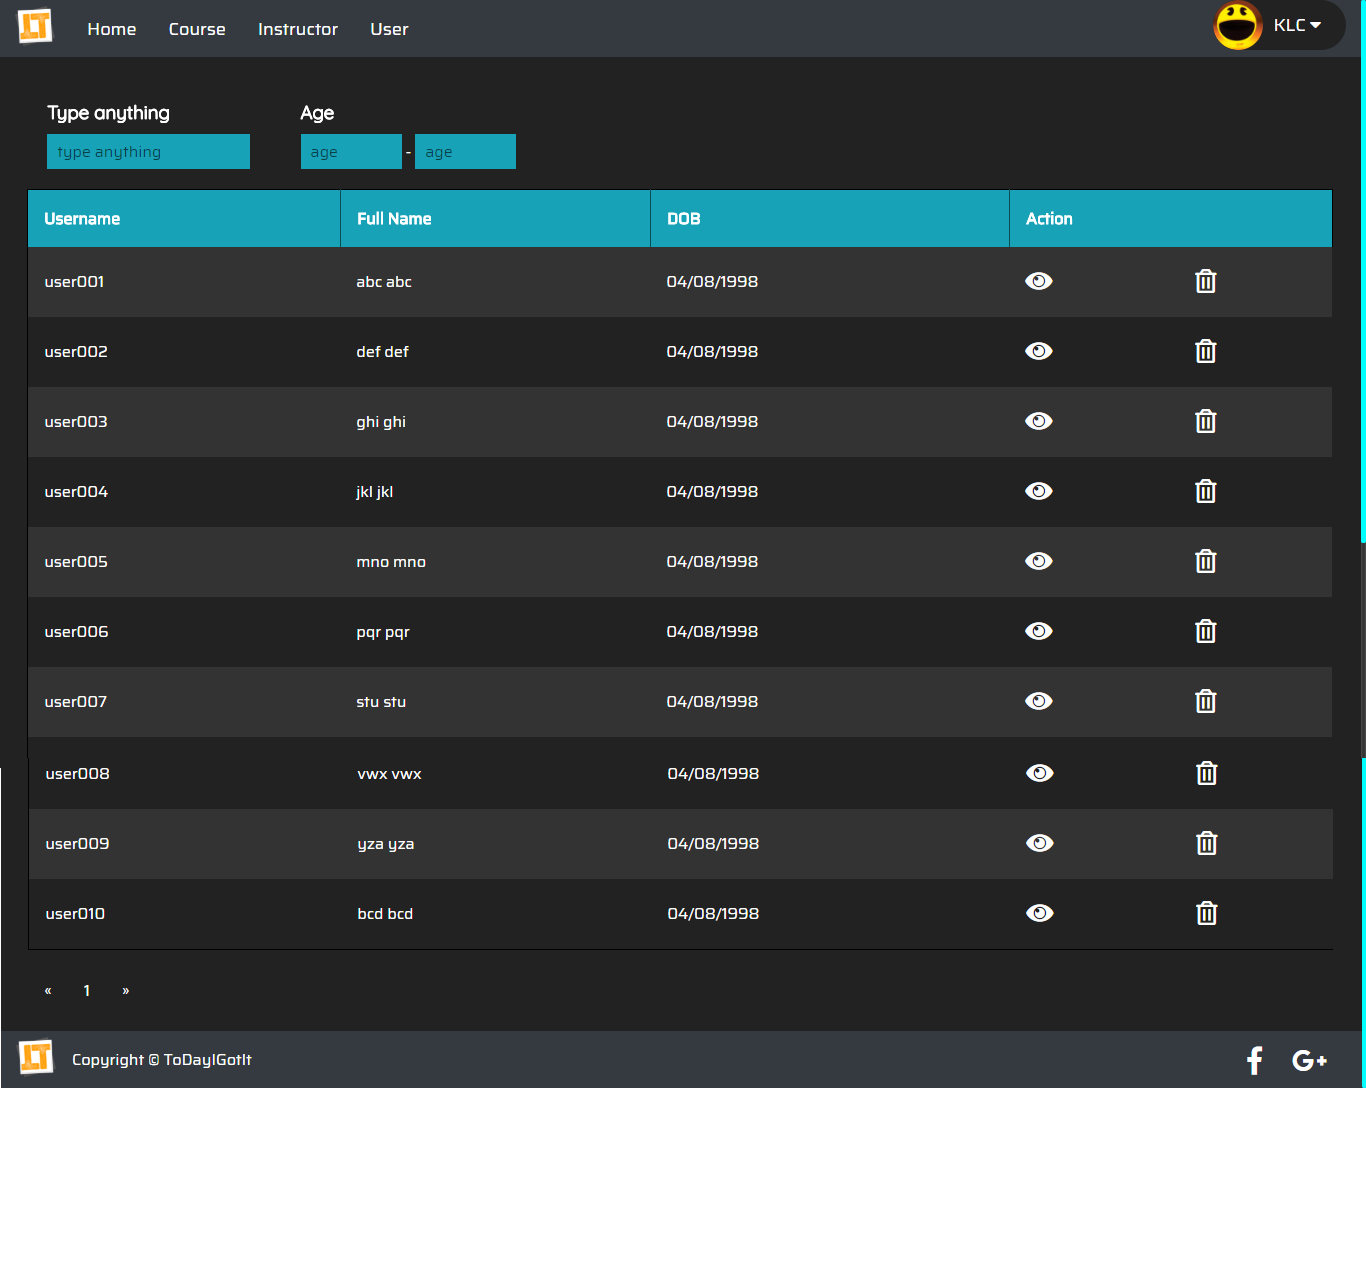 LT Home Course Instructor User KLC
Type anything Age
type anything age - age
Username Full Name DOB Action
user001 abc abc 04/08/1998
user002 def def 04/08/1998
user003 ghi ghi 04/08/1998
user004 jkl jkl 04/08/1998
user005 mno mno 04/08/1998
user006 pqr pqr 04/08/1998
user007 stu stu 04/08/1998
user008 vwx vwx 04/08/1998
user009 yza yza 04/08/1998
user010 bcd bcd 04/08/1998
« 1 »
LT Copyright © ToDayIGotIt f G+